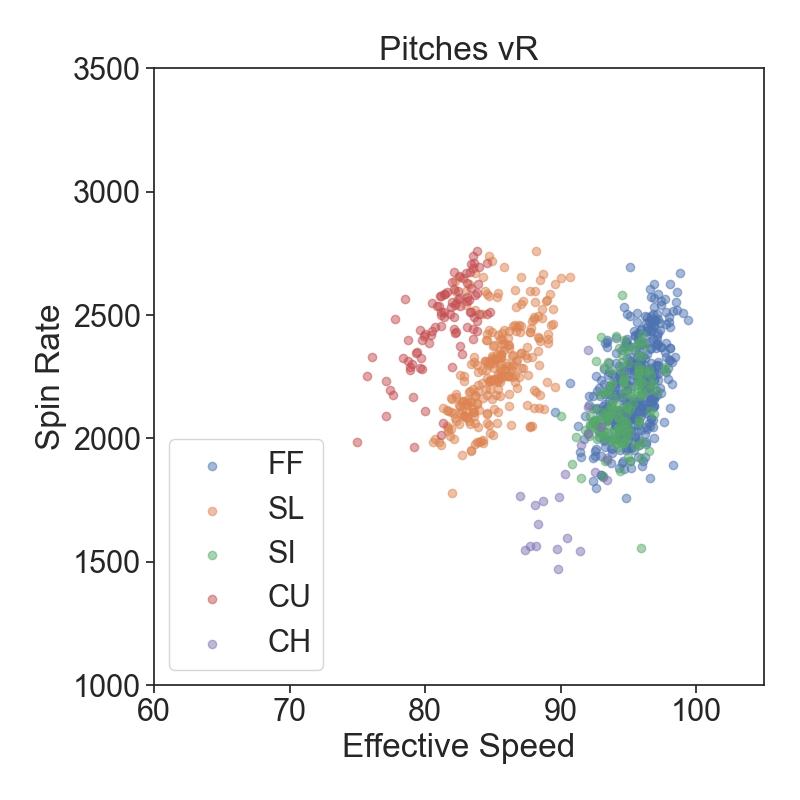 Pitches vR
3500
3000
2500
2000
1500
1000
Spin Rate
FF
SL
SI
CU
CH
60 70 80 90 100
Effective Speed